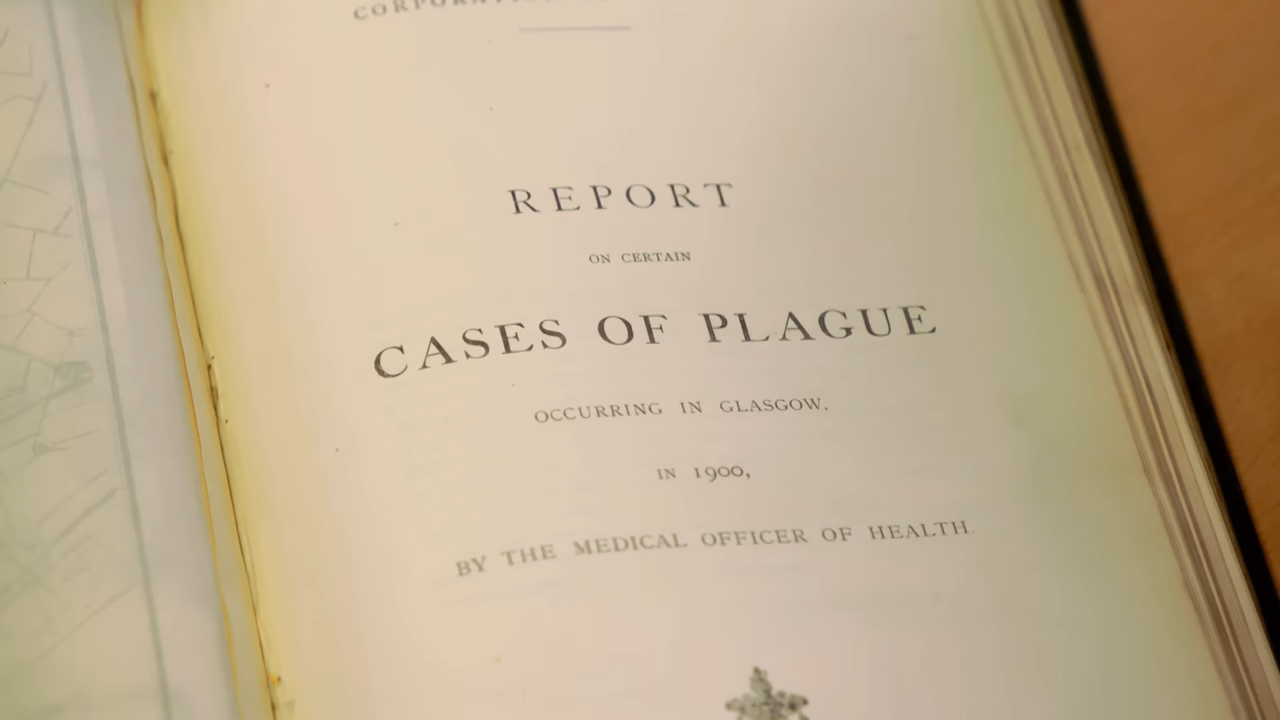 REPORT
ON CERTAIN
CASES OF PLAGUE
OCCURRING IN GLASGOW.
IN 1900,
BY THE MEDICAL OFFICER OF HEALTH.